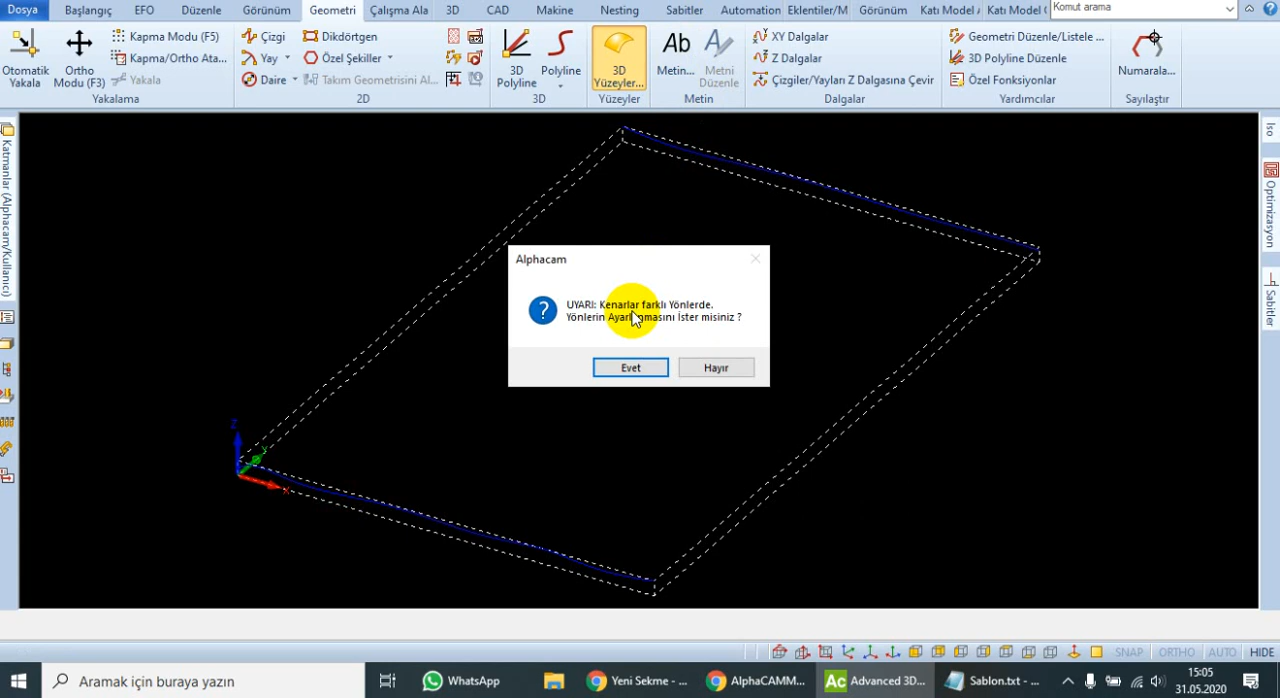 Dosya Başlangıç EFO Düzenle Görünüm Geometri Çalışma Ala 3D CAD Makine Nesting Sabitler Automation Eklentiler/M Görünüm Katı Model Katı Model Komut arama
Otomatik Yakala
Ortho Modu (F3)
Kapma Modu (F5)
Kapma/Ortho Ata...
Yakala
Yakalama
Çizgi
Yay
Daire
Dikdörtgen
Özel Şekiller
Takım Geometrisini Al...
2D
3D Polyline
Polyline
3D
3D Yüzeyler...
Yüzeyler
Metin...
Metni Düzenle
Metin
XY Dalgalar
Z Dalgalar
Çizgiler/Yayları Z Dalgasına Çevir
Dalgalar
Geometri Düzenle/Listele ...
3D Polyline Düzenle
Özel Fonksiyonlar
Yardımcılar
Numarala...
Sayılaştır
Katmanlar (Alphacam/Kullanıcı)
Iso
Optimizasyon
Sabitler
Z
X
Alphacam
UYARI: Kenarlar farklı Yönlerde.
Yönlerin Ayarlanmasını İster misiniz ?
Evet Hayır
SNAP ORTHO AUTO HIDE
Aramak için buraya yazın
WhatsApp
Yeni Sekme - ...
AlphaCAMM...
Advanced 3D...
Sablon.txt - ...
15:05
31.05.2020